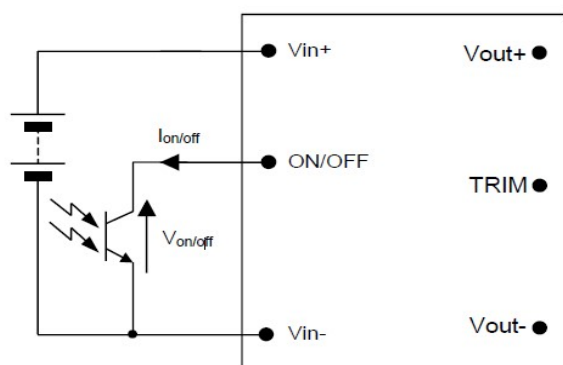 Vin+
Vout+
Ion/off
ON/OFF
TRIM
Von/off
Vin-
Vout-